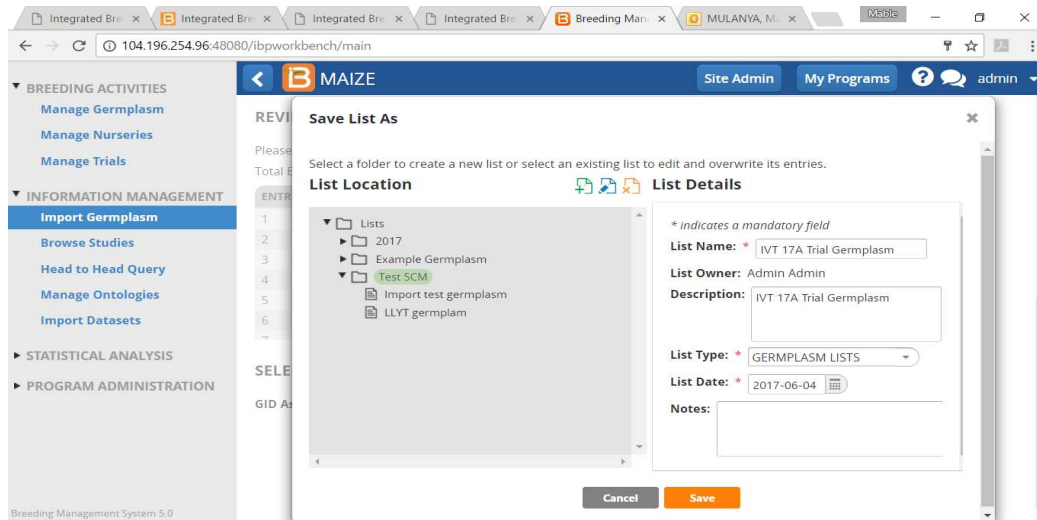 Integrated Bre
Integrated Bre
Integrated Bre
Integrated Bre
Breeding Man
MULANYA, M
Mable
104.196.254.96:48080/ibpworkbench/main
BREEDING ACTIVITIES
Manage Germplasm
Manage Nurseries
Manage Trials
INFORMATION MANAGEMENT
Import Germplasm
Browse Studies
Head to Head Query
Manage Ontologies
Import Datasets
STATISTICAL ANALYSIS
PROGRAM ADMINISTRATION
Breeding Management System 5.0
MAIZE
Site Admin
My Programs
admin
REVI
Please
Total E
ENTR
1
2
3
4
5
6
SELE
GID As
Save List As
Select a folder to create a new list or select an existing list to edit and overwrite its entries.
List Location
Lists
2017
Example Germplasm
Test SCM
Import test germplasm
LLYT germplam
List Details
* indicates a mandatory field
List Name: * IVT 17A Trial Germplasm
List Owner: Admin Admin
Description: IVT 17A Trial Germplasm
List Type: * GERMPLASM LISTS
List Date: * 2017-06-04
Notes:
Cancel
Save